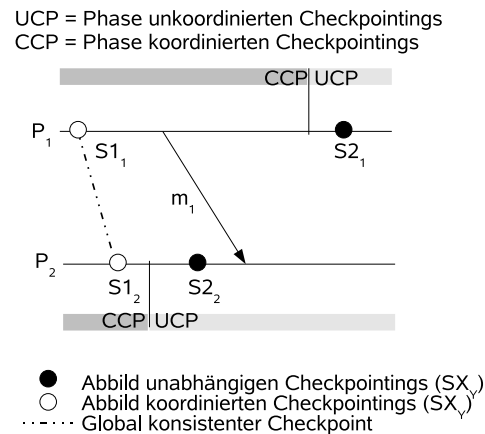 UCP = Phase unkoordinierten Checkpointings
CCP = Phase koordinierten Checkpointings
CCP UCP
P1
S11
S21
m1
P2
S12
S22
CCP UCP
Abbild unabhängigen Checkpointings (SXY)
Abbild koordinierten Checkpointings (SXY)
Global konsistenter Checkpoint